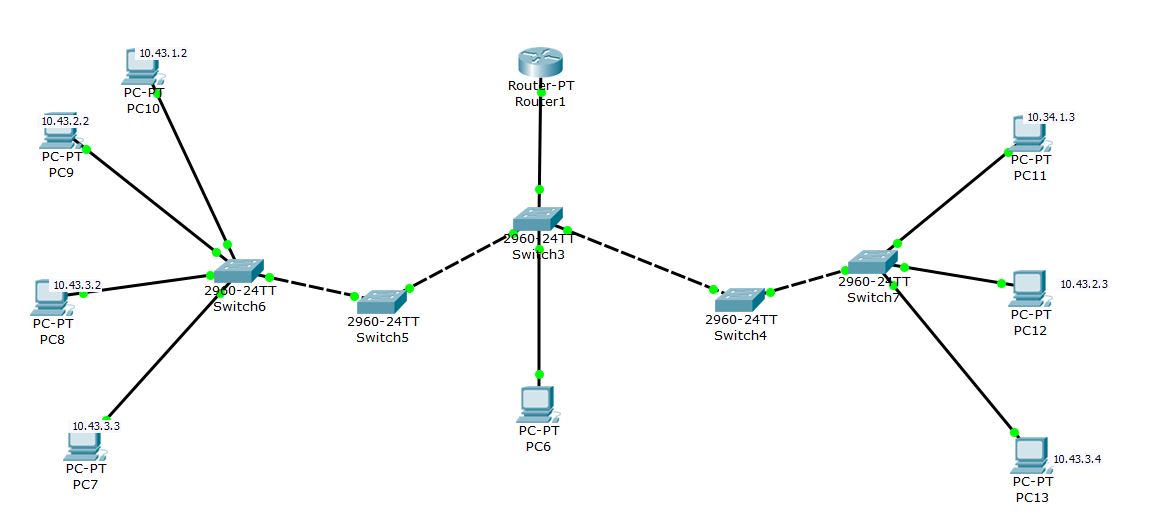 10.43.1.2
PC-PT
PC10
10.43.2.2
PC-PT
PC9
10.43.3.2
PC-PT
PC8
10.43.3.3
PC-PT
PC7
2960-24TT
Switch6
2960-24TT
Switch5
Router-PT
Router1
2960-24TT
Switch3
PC-PT
PC6
2960-24TT
Switch4
2960-24TT
Switch7
10.34.1.3
PC-PT
PC11
10.43.2.3
PC-PT
PC12
10.43.3.4
PC-PT
PC13